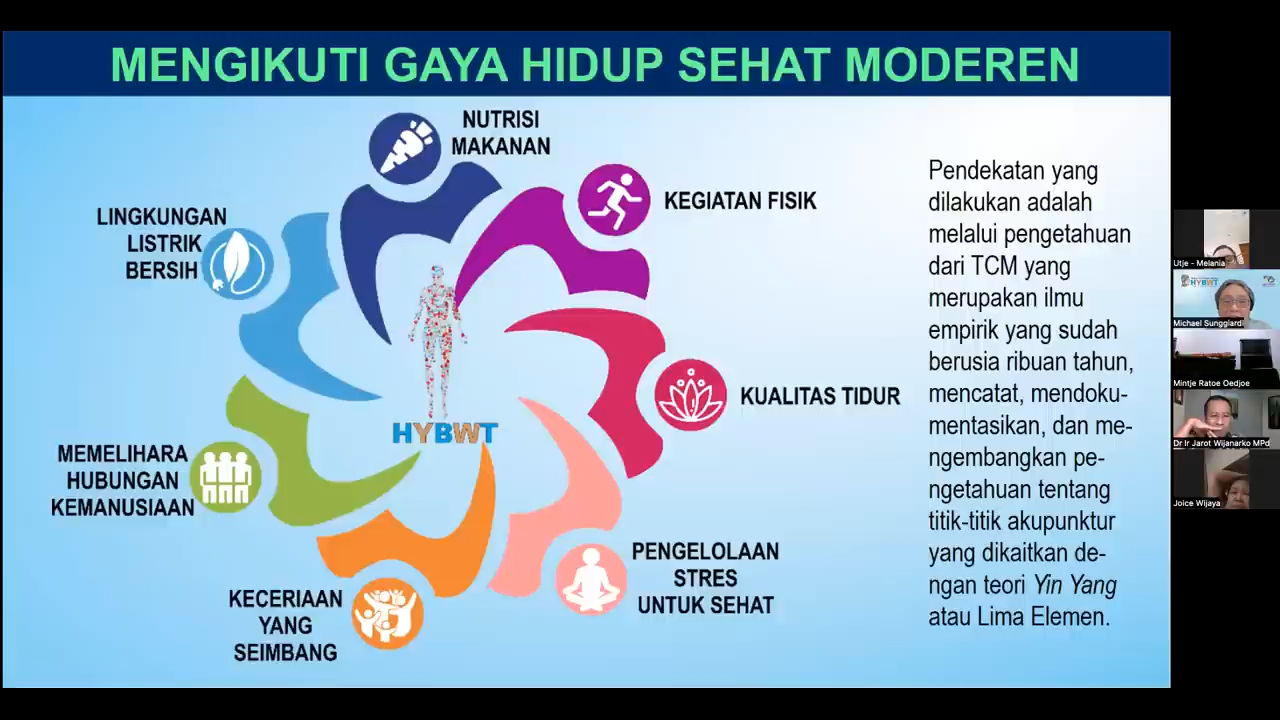 MENGIKUTI GAYA HIDUP SEHAT MODEREN
NUTRISI
MAKANAN
KEGIATAN FISIK
KUALITAS TIDUR
PENGELOLAAN
STRES
UNTUK SEHAT
KECERIAAN
YANG
SEIMBANG
MEMELIHARA
HUBUNGAN
KEMANUSIAAN
LINGKUNGAN
LISTRIK
BERSIH
HYBWT
Pendekatan yang
dilakukan adalah
melalui pengetahuan
dari TCM yang
merupakan ilmu
empirik yang sudah
berusia ribuan tahun,
mencatat, mendoku-
mentasikan, dan me-
ngembangkan pe-
ngetahuan tentang
titik-titik akupunktur
yang dikaitkan de-
ngan teori Yin Yang
atau Lima Elemen.
Utje - Melania
HYBWT
Michael Sunggiardi
Mintje Ratoe Oedjoe
Dr Ir Jarot Wijanarko MPd
Joice Wijaya